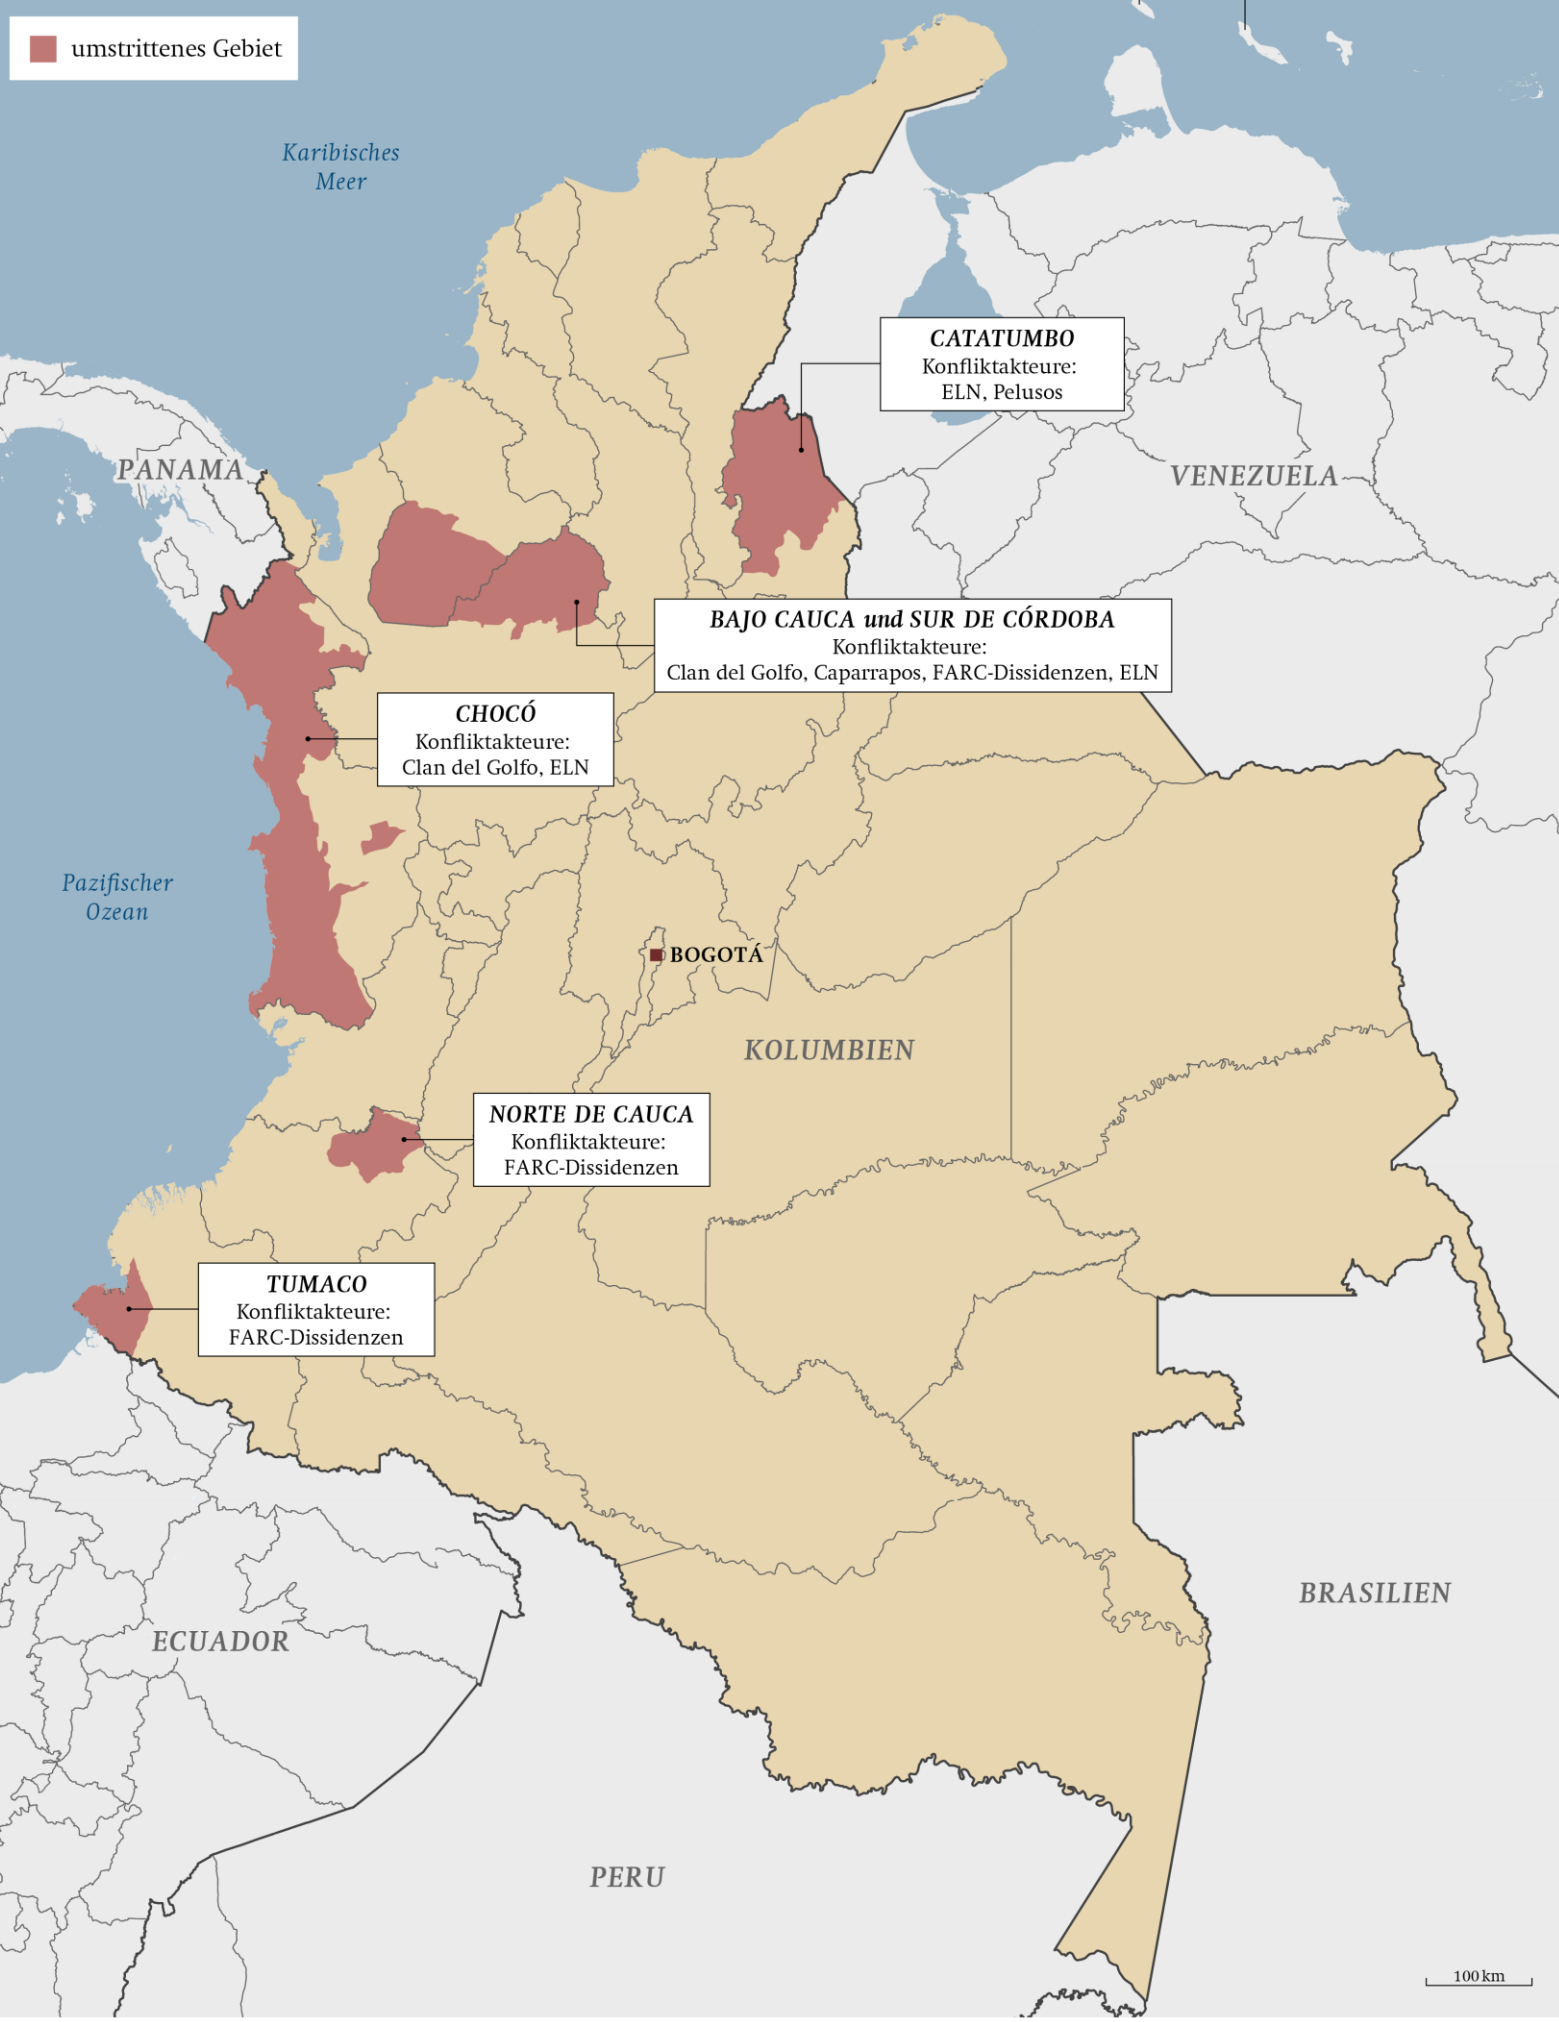 umstrittenes Gebiet
Karibisches
Meer
CATATUMBO
Konfliktakteure:
ELN, Pelusos
PANAMA
VENEZUELA
BAJO CAUCA und SUR DE CÓRDOBA
Konfliktakteure:
Clan del Golfo, Caparrapos, FARC-Dissidenzen, ELN
CHOCÓ
Konfliktakteure:
Clan del Golfo, ELN
Pazifischer
Ozean
BOGOTÁ
KOLUMBIEN
NORTE DE CAUCA
Konfliktakteure:
FARC-Dissidenzen
TUMACO
Konfliktakteure:
FARC-Dissidenzen
BRASILIEN
ECUADOR
PERU
100 km